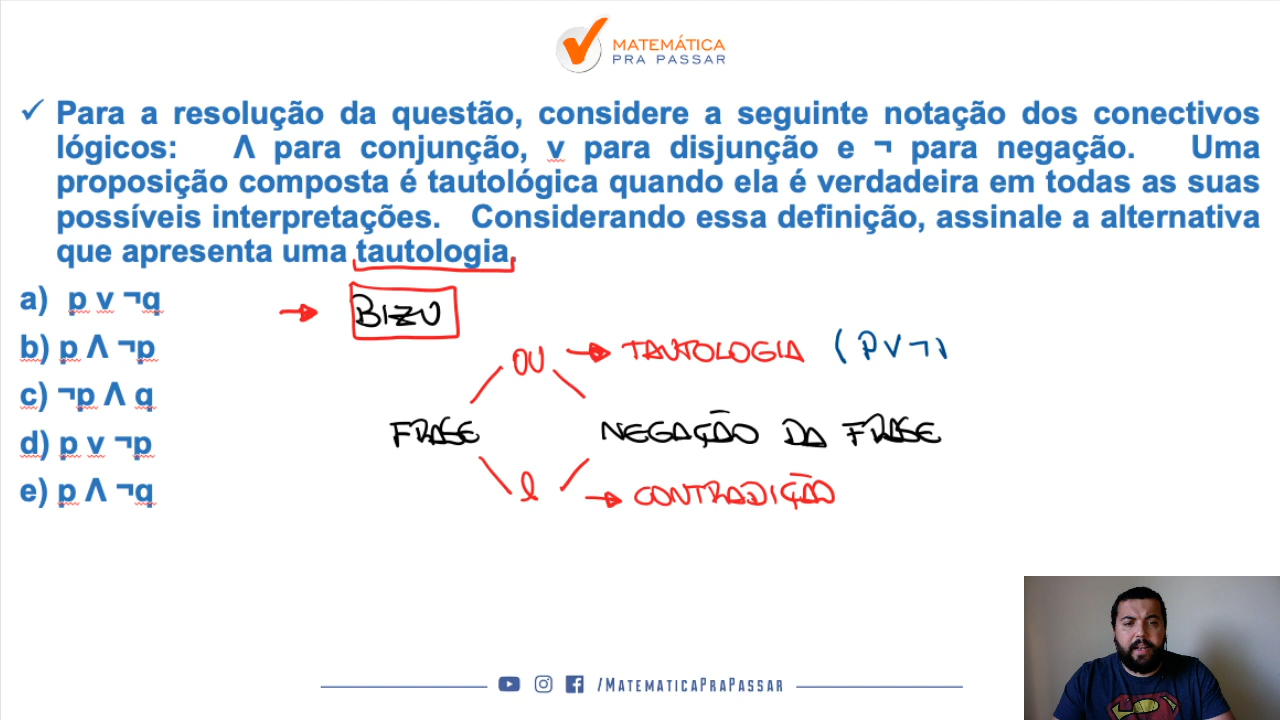 MATEMÁTICA
PRA PASSAR
✓ Para a resolução da questão, considere a seguinte notação dos conectivos
lógicos: Λ para conjunção, v para disjunção e ¬ para negação. Uma
proposição composta é tautológica quando ela é verdadeira em todas as suas
possíveis interpretações. Considerando essa definição, assinale a alternativa
que apresenta uma tautologia.
a) p v ¬q
b) p Λ ¬p
c) ¬p Λ q
d) p v ¬p
e) p Λ ¬q
BIZU
OU → TAUTOLOGIA (P V ¬
FRASE NEGAÇÃO DA FRASE
e → CONTRADIÇÃO
/MATEMATICAPRAPASSAR